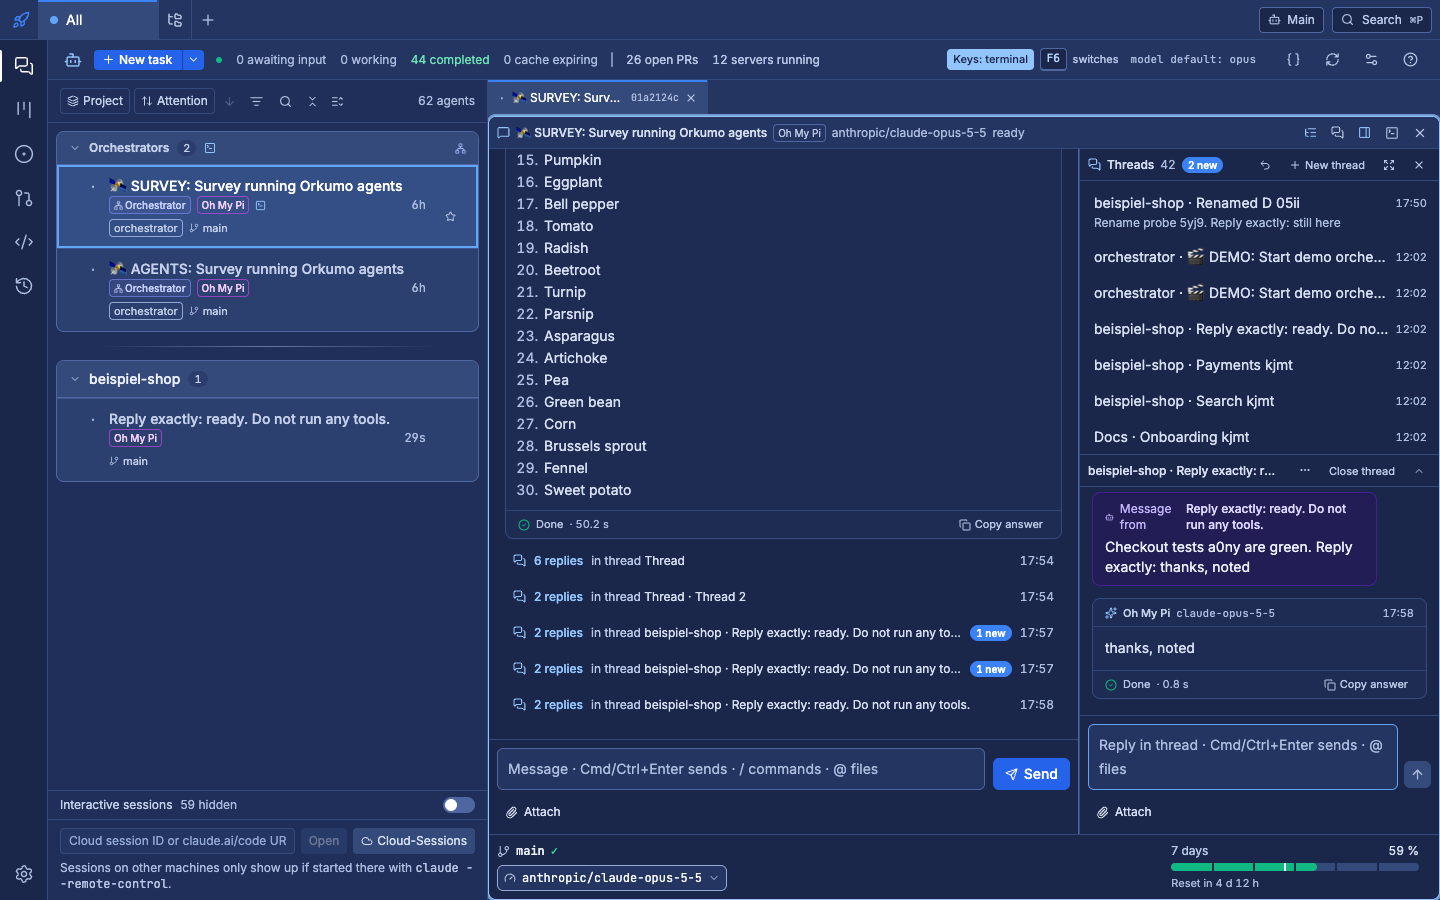 All
Main
Search ⌘P
New task
0 awaiting input
0 working
44 completed
0 cache expiring
26 open PRs
12 servers running
Keys: terminal
F6
switches
model default: opus
Project
Attention
62 agents
Orchestrators 2
SURVEY: Survey running Orkumo agents
Orchestrator
Oh My Pi
6h
orchestrator
main
AGENTS: Survey running Orkumo agents
Orchestrator
Oh My Pi
6h
orchestrator
main
beispiel-shop 1
Reply exactly: ready. Do not run any tools.
Oh My Pi
29s
main
Interactive sessions 59 hidden
Cloud session ID or claude.ai/code UR
Open
Cloud-Sessions
Sessions on other machines only show up if started there with claude -
-remote-control.
· SURVEY: Surv... 01a2124c
SURVEY: Survey running Orkumo agents Oh My Pi anthropic/claude-opus-5-5 ready
15. Pumpkin
16. Eggplant
17. Bell pepper
18. Tomato
19. Radish
20. Beetroot
21. Turnip
22. Parsnip
23. Asparagus
24. Artichoke
25. Pea
26. Green bean
27. Corn
28. Brussels sprout
29. Fennel
30. Sweet potato
Done · 50.2 s
Copy answer
6 replies in thread Thread 17:54
2 replies in thread Thread · Thread 2 17:54
2 replies in thread beispiel-shop · Reply exactly: ready. Do not run any to... 1 new 17:57
2 replies in thread beispiel-shop · Reply exactly: ready. Do not run any to... 1 new 17:57
2 replies in thread beispiel-shop · Reply exactly: ready. Do not run any tools. 17:58
Message · Cmd/Ctrl+Enter sends · / commands · @ files
Send
Attach
main ✓
anthropic/claude-opus-5-5
Threads 42 2 new
New thread
beispiel-shop · Renamed D 05ii 17:50
Rename probe 5yj9. Reply exactly: still here
orchestrator · 🎬 DEMO: Start demo orche... 12:02
orchestrator · 🎬 DEMO: Start demo orche... 12:02
beispiel-shop · Reply exactly: ready. Do no... 12:02
beispiel-shop · Payments kjmt 12:02
beispiel-shop · Search kjmt 12:02
Docs · Onboarding kjmt 12:02
beispiel-shop · Reply exactly: r... ··· Close thread
Message from
Reply exactly: ready. Do not
run any tools.
Checkout tests a0ny are green. Reply
exactly: thanks, noted
Oh My Pi claude-opus-5-5 17:58
thanks, noted
Done · 0.8 s
Copy answer
Reply in thread · Cmd/Ctrl+Enter sends · @
files
Attach
7 days 59 %
Reset in 4 d 12 h